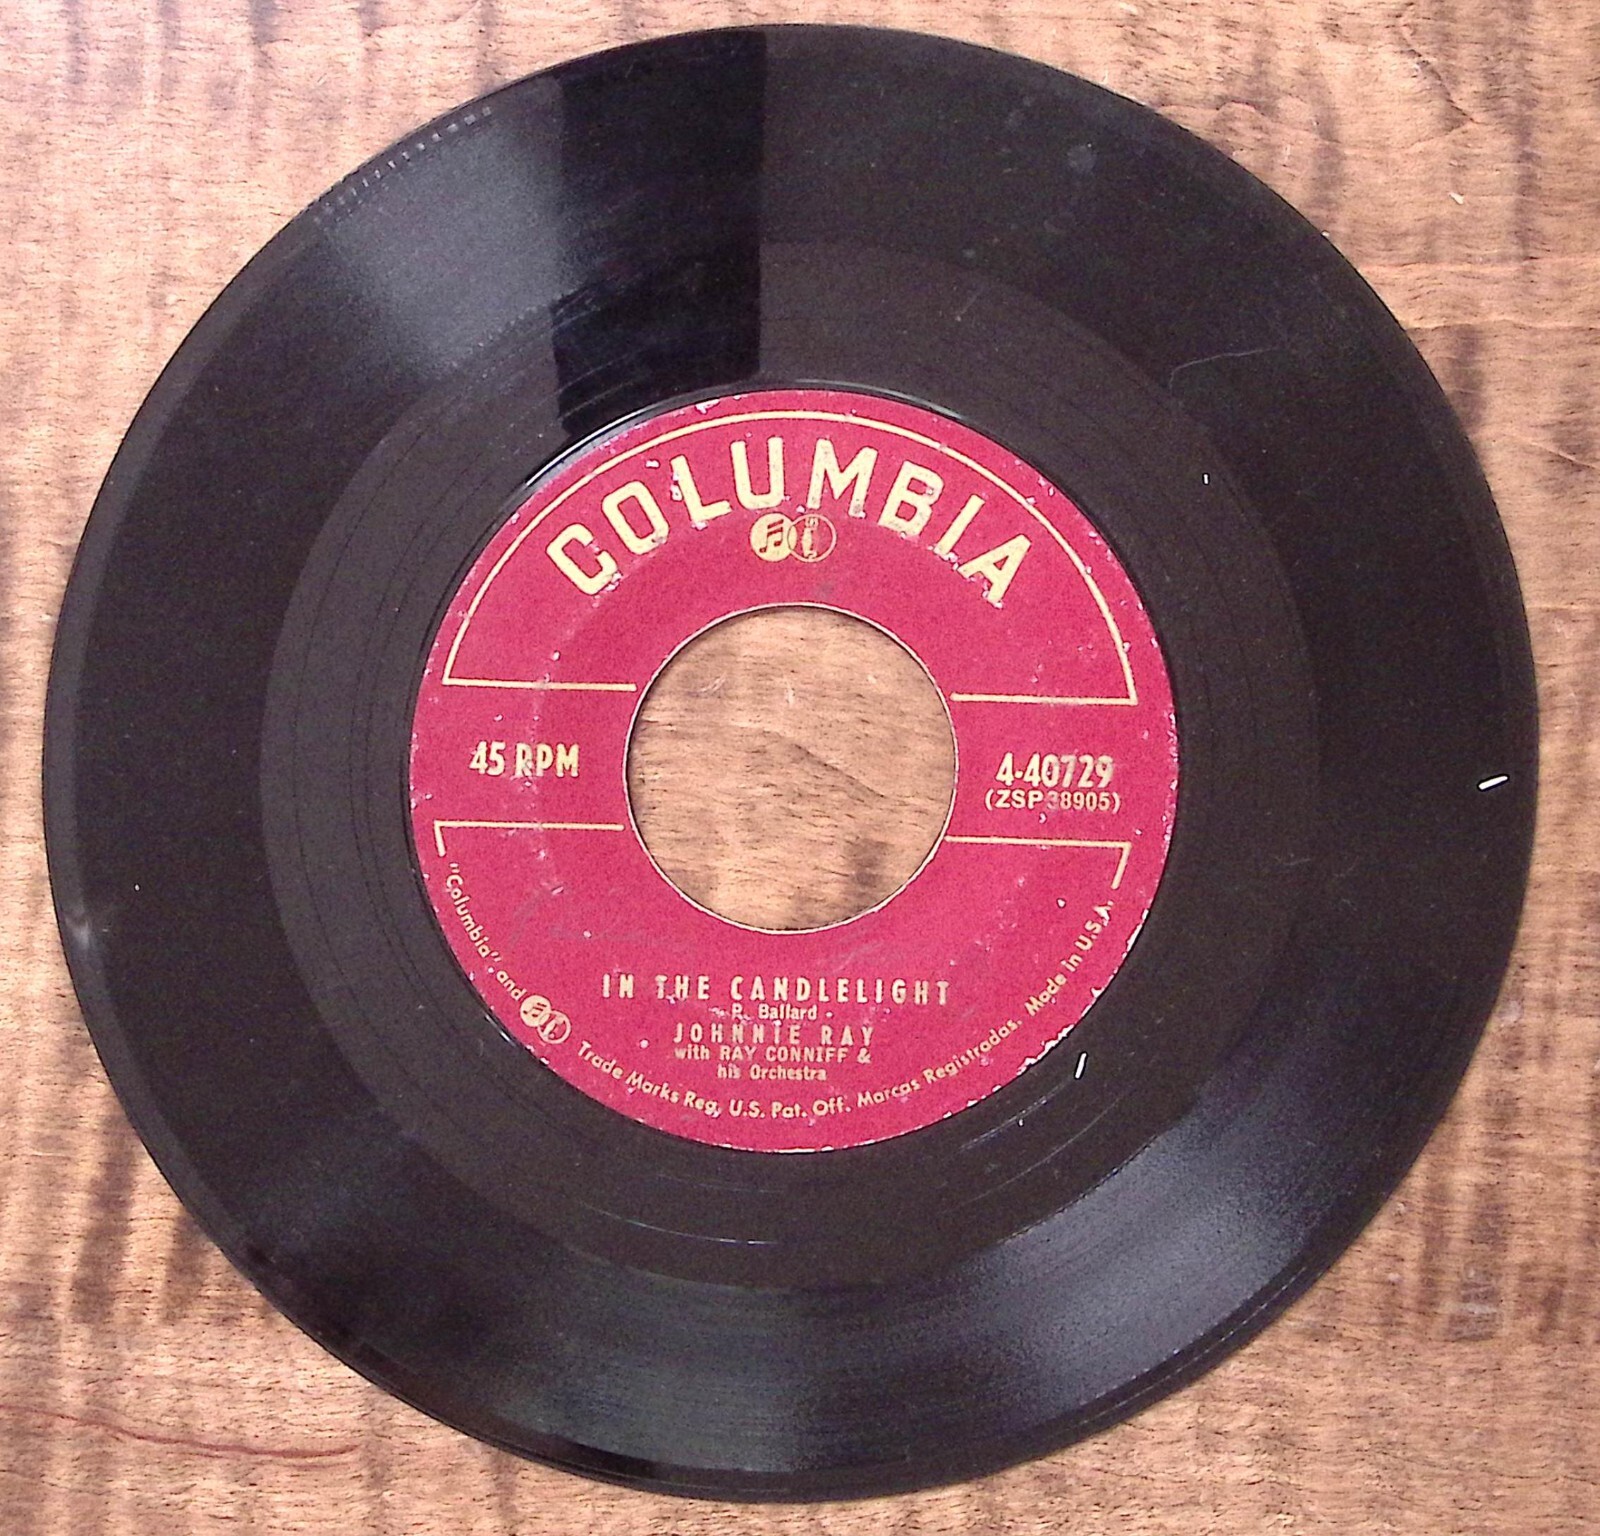 COLUMBIA
45 RPM
4-40729
(ZSP38905)
IN THE CANDLELIGHT
- R. Ballard -
JOHNNIE RAY
with RAY CONNIFF &
his Orchestra
"Columbia", and Trade Marks Reg. U.S. Pat. Off. Marcas Registradas. Made in U.S.A.